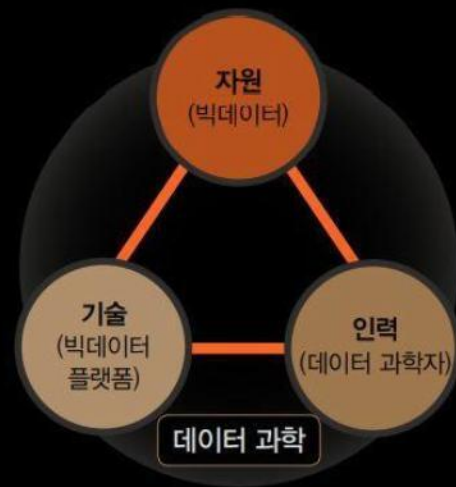 자원
(빅데이터)
기술
(빅데이터
플랫폼)
인력
(데이터 과학자)
데이터 과학